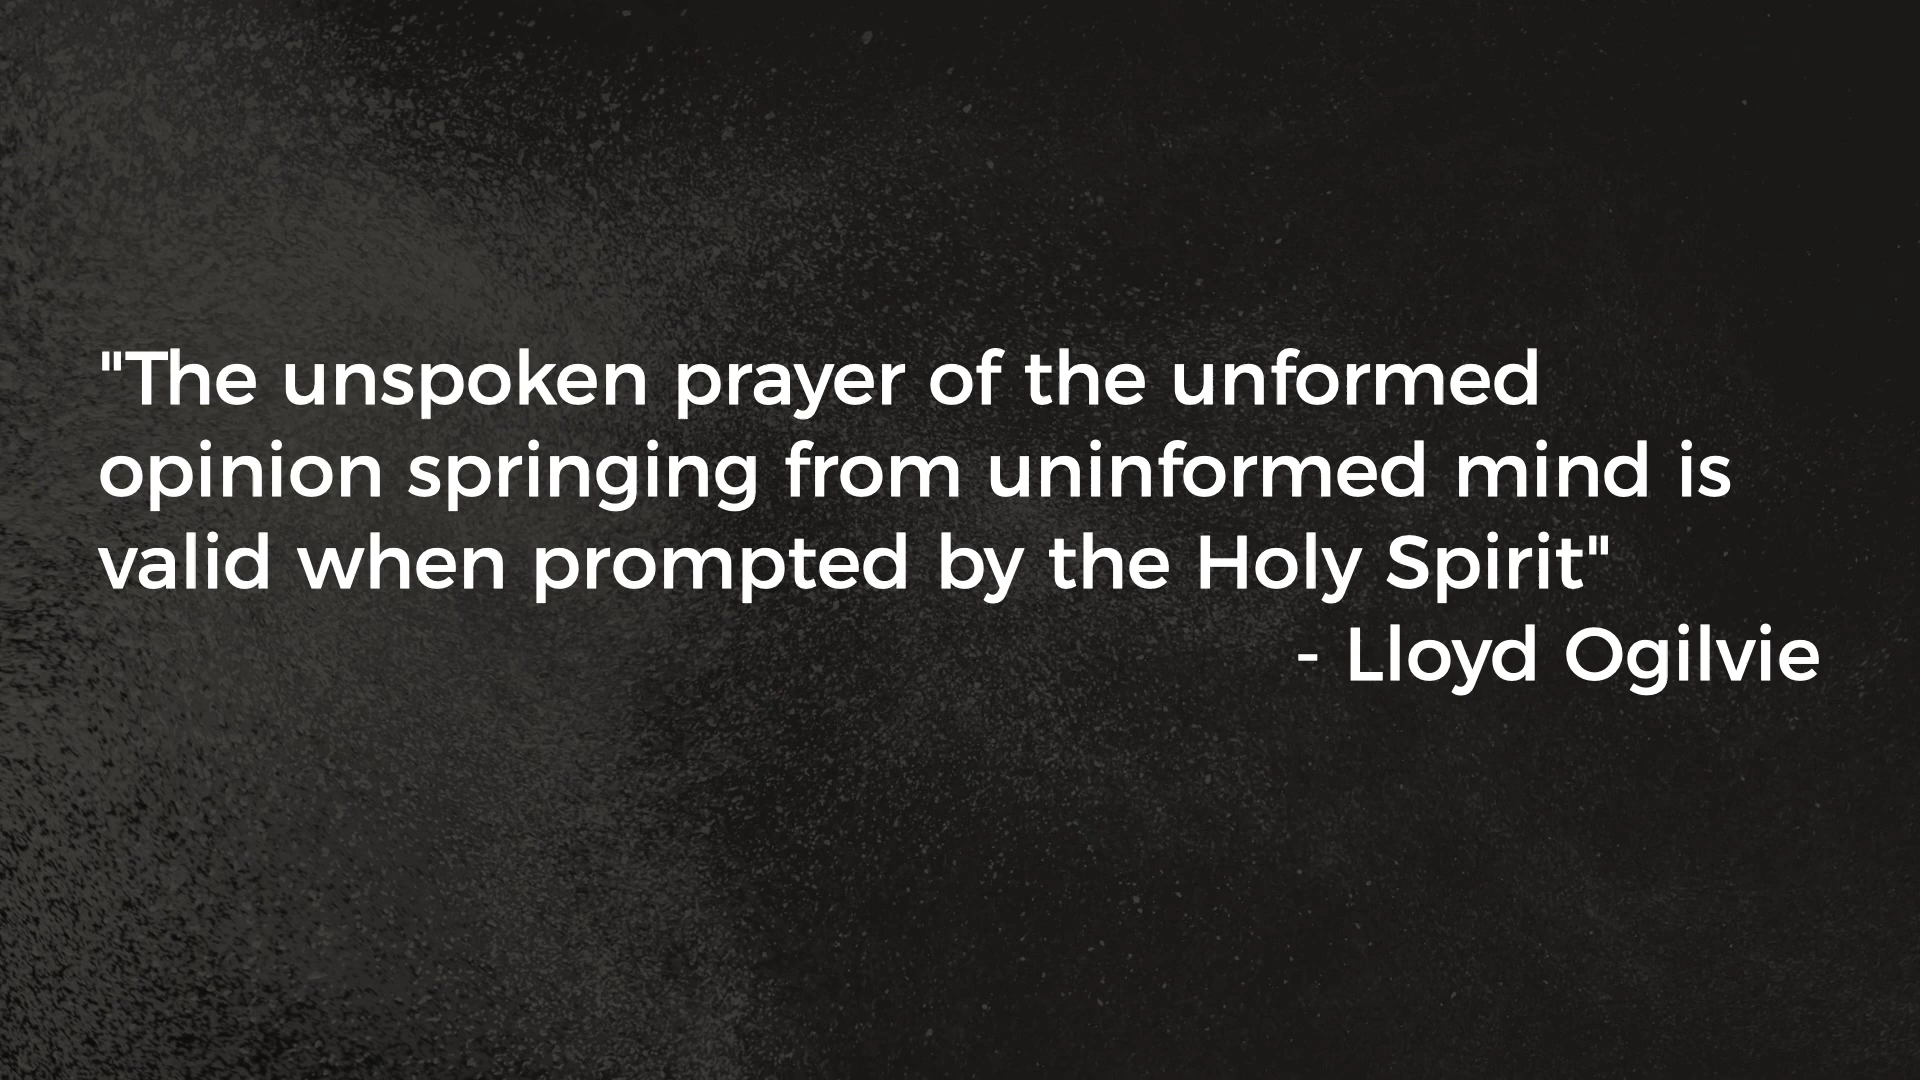 "The unspoken prayer of the unformed
opinion springing from uninformed mind is
valid when prompted by the Holy Spirit"
- Lloyd Ogilvie